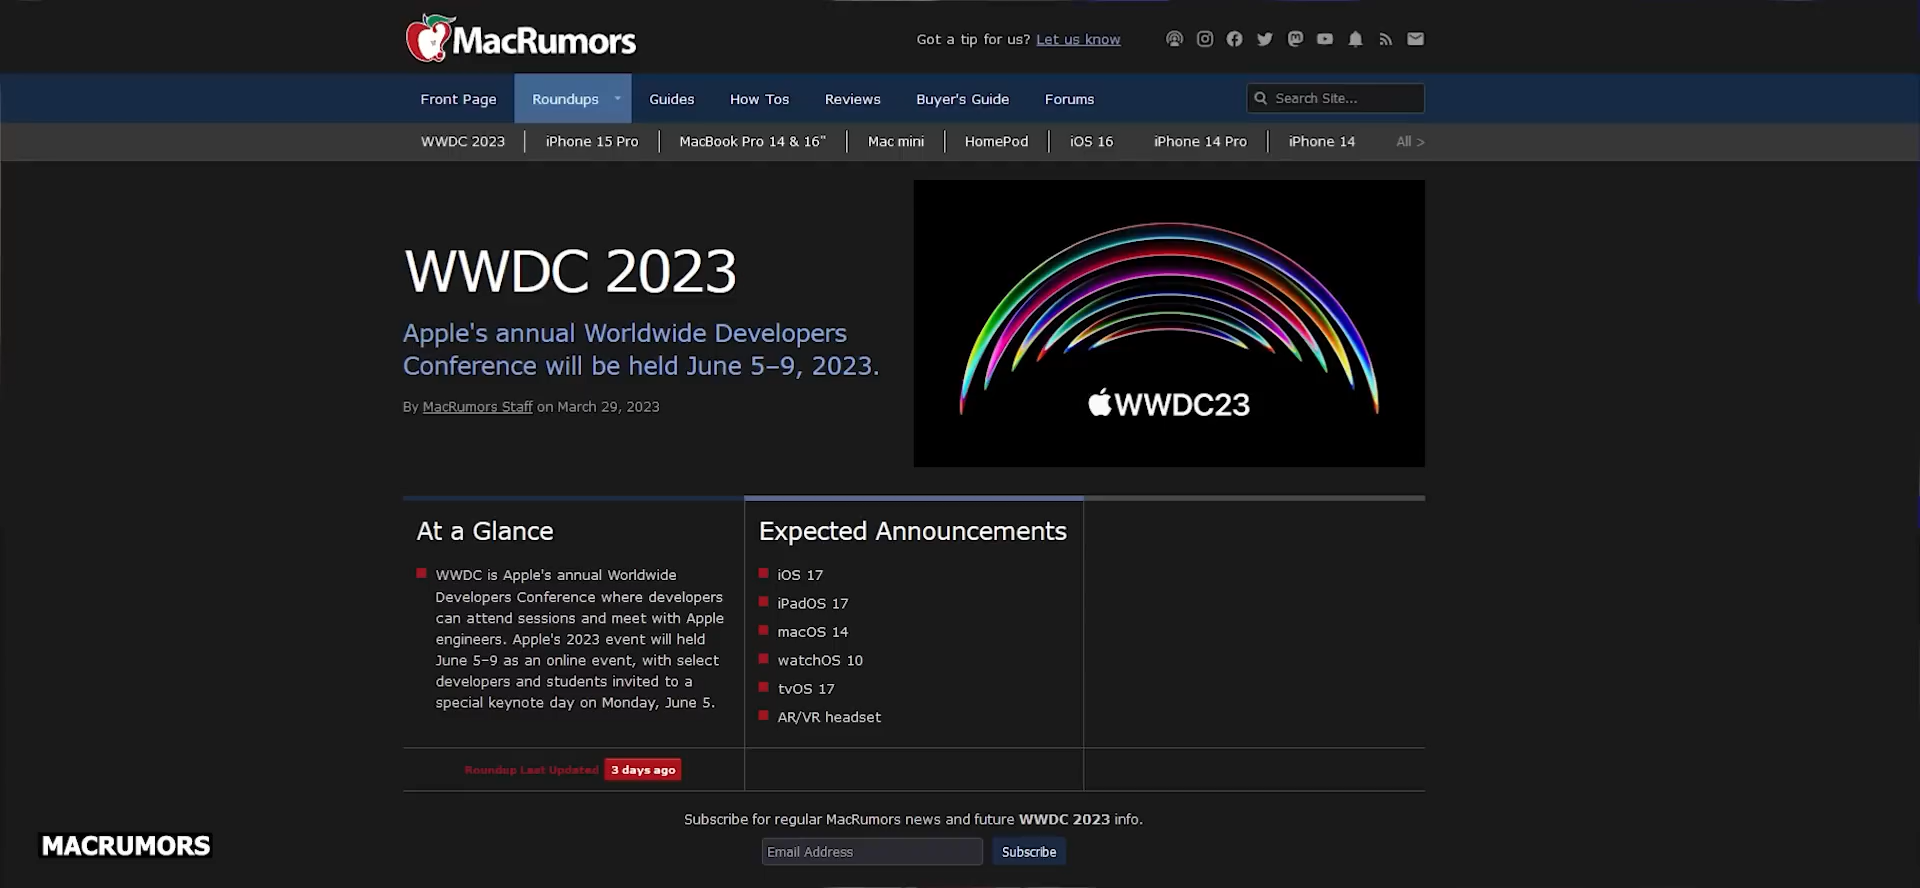 MacRumors
Got a tip for us? Let us know
Front Page Roundups Guides How Tos Reviews Buyer's Guide Forums Search Site...
WWDC 2023 iPhone 15 Pro MacBook Pro 14 & 16" Mac mini HomePod iOS 16 iPhone 14 Pro iPhone 14 All >
WWDC 2023
Apple's annual Worldwide Developers
Conference will be held June 5–9, 2023.
By MacRumors Staff on March 29, 2023
WWDC23
At a Glance
WWDC is Apple's annual Worldwide
Developers Conference where developers
can attend sessions and meet with Apple
engineers. Apple's 2023 event will held
June 5–9 as an online event, with select
developers and students invited to a
special keynote day on Monday, June 5.
Roundup Last Updated 3 days ago
Expected Announcements
iOS 17
iPadOS 17
macOS 14
watchOS 10
tvOS 17
AR/VR headset
Subscribe for regular MacRumors news and future WWDC 2023 info.
Email Address Subscribe
MACRUMORS